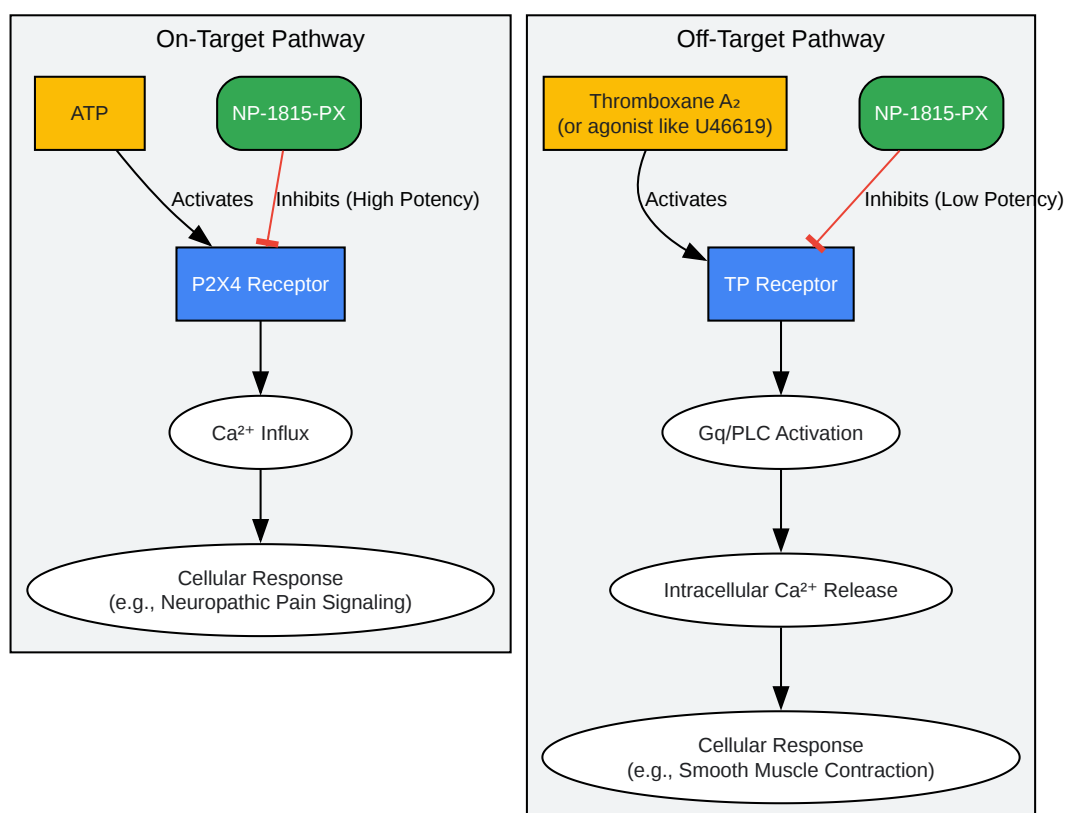 On-Target Pathway
ATP
NP-1815-PX
Activates
Inhibits (High Potency)
P2X4 Receptor
Ca²⁺ Influx
Cellular Response
(e.g., Neuropathic Pain Signaling)
Off-Target Pathway
Thromboxane A₂
(or agonist like U46619)
NP-1815-PX
Activates
Inhibits (Low Potency)
TP Receptor
Gq/PLC Activation
Intracellular Ca²⁺ Release
Cellular Response
(e.g., Smooth Muscle Contraction)